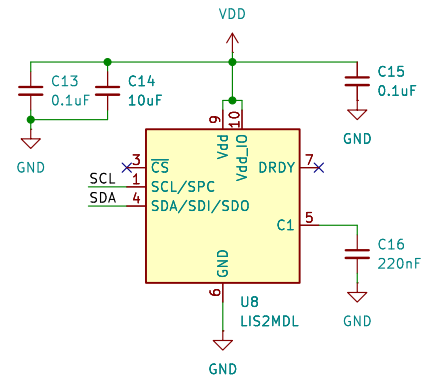 VDD
C13
0.1uF
C14
10uF
C15
0.1uF
GND
GND
9
10
Vdd
Vdd_IO
3
CS
DRDY
7
SCL
1
SCL/SPC
SDA
4
SDA/SDI/SDO
C1
5
C16
220nF
GND
6
U8
LIS2MDL
GND
GND